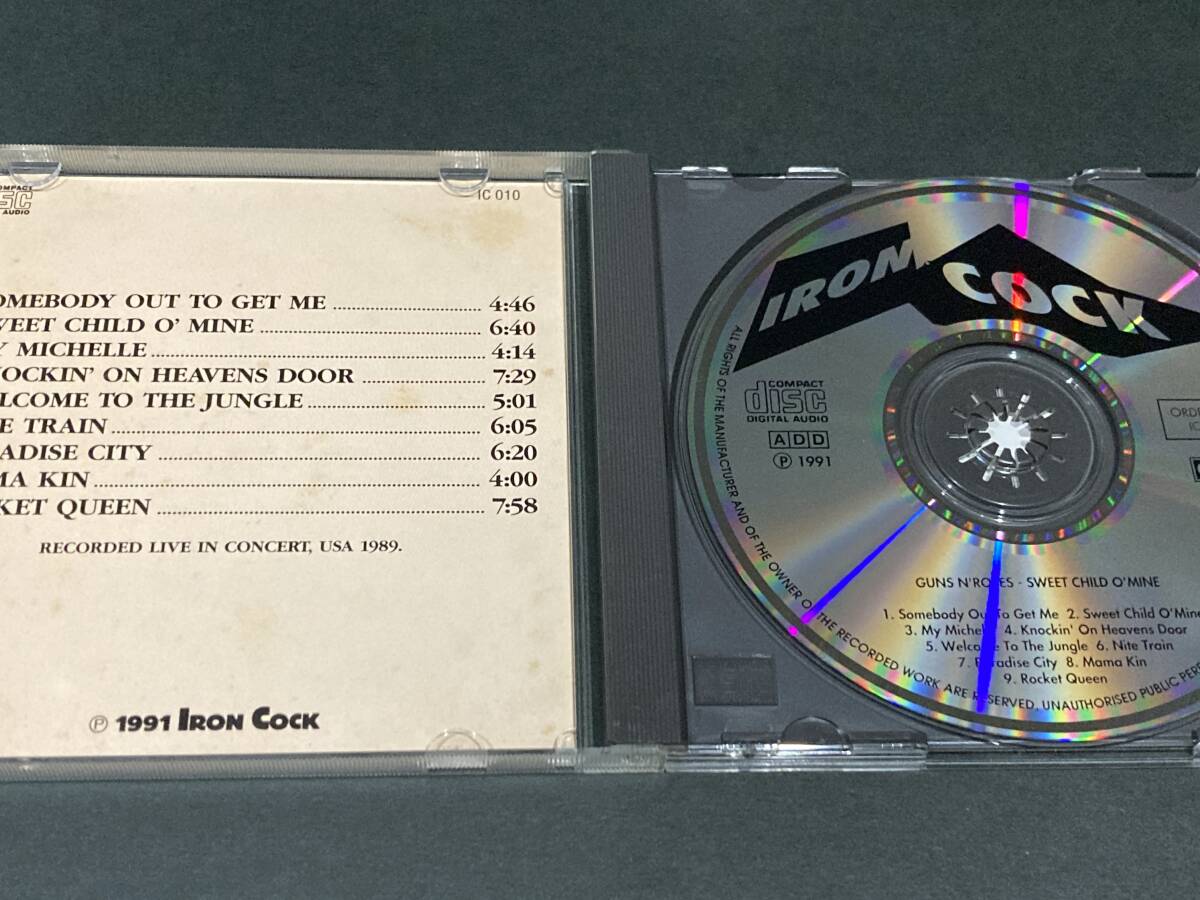 COMPACT
DISC
AUDIO
IC 010
OMEBODY OUT TO GET ME 4:46
WEET CHILD O' MINE 6:40
Y MICHELLE 4:14
NOCKIN' ON HEAVENS DOOR 7:29
LCOME TO THE JUNGLE 5:01
E TRAIN 6:05
ADISE CITY 6:20
MA KIN 4:00
KET QUEEN 7:58
RECORDED LIVE IN CONCERT, USA 1989.
℗ 1991 IRON COCK
IRON
COCK
ALL RIGHTS OF THE MANUFACTURER AND OF THE OWNER OF THE RECORDED WORK ARE RESERVED, UNAUTHORISED PUBLIC PER
COMPACT
disc
DIGITAL AUDIO
ADD
℗ 1991
ORDE
IC
GUNS N'ROSES - SWEET CHILD O'MINE
1. Somebody Out To Get Me 2. Sweet Child O'Mine
3. My Michelle 4. Knockin' On Heavens Door
5. Welcome To The Jungle 6. Nite Train
7. Paradise City 8. Mama Kin
9. Rocket Queen